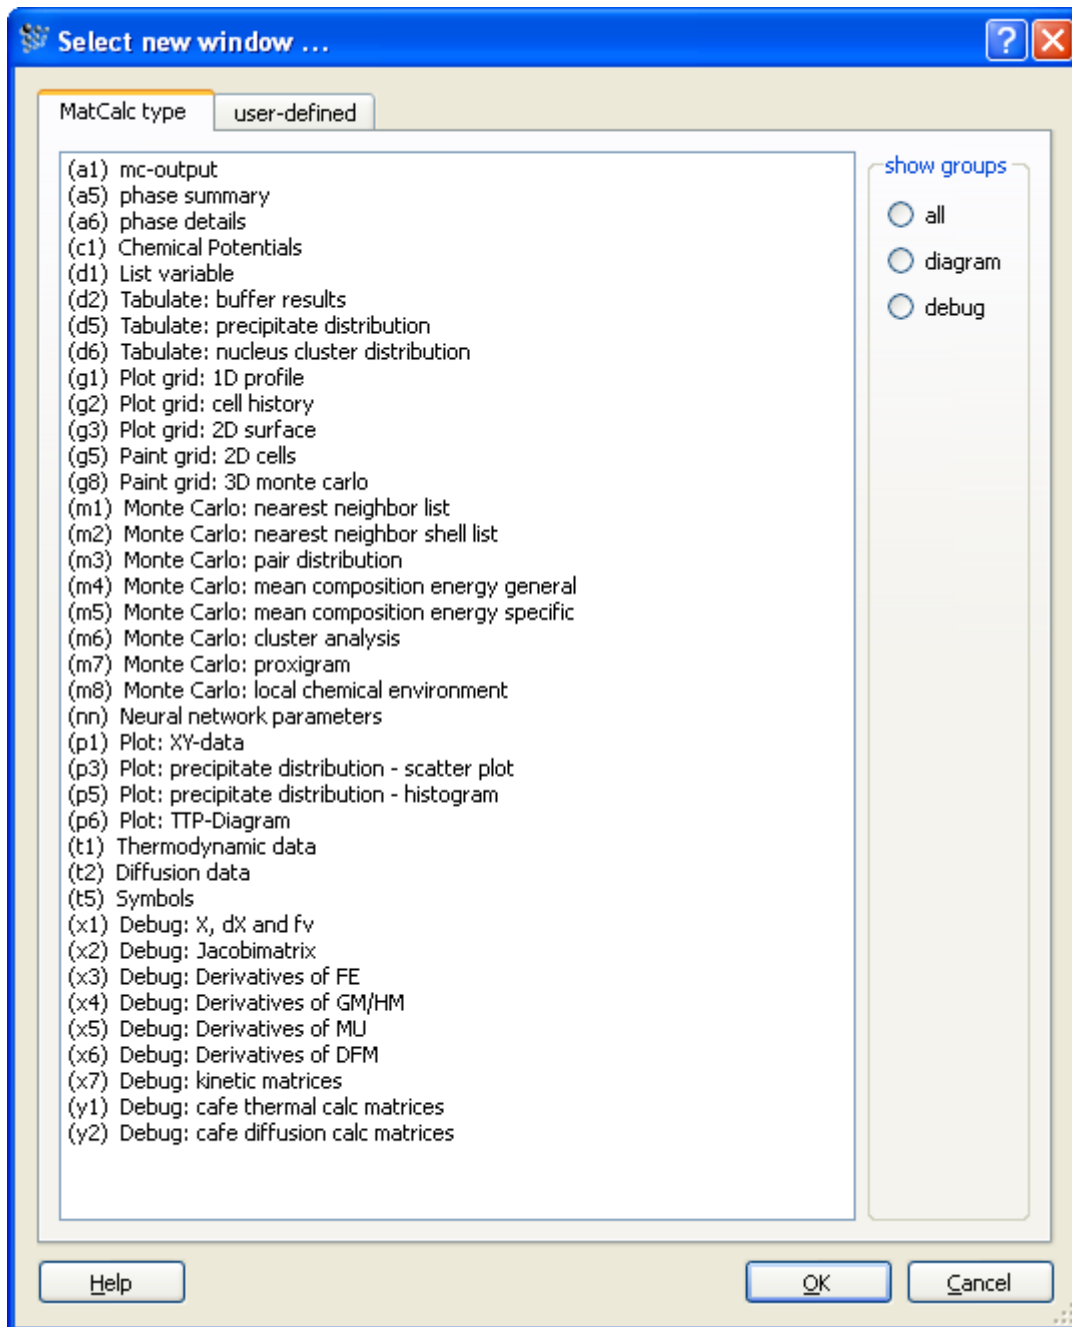 Select new window ...
?
MatCalc type
user-defined
(a1) mc-output
(a5) phase summary
(a6) phase details
(c1) Chemical Potentials
(d1) List variable
(d2) Tabulate: buffer results
(d5) Tabulate: precipitate distribution
(d6) Tabulate: nucleus cluster distribution
(g1) Plot grid: 1D profile
(g2) Plot grid: cell history
(g3) Plot grid: 2D surface
(g5) Paint grid: 2D cells
(g8) Paint grid: 3D monte carlo
(m1) Monte Carlo: nearest neighbor list
(m2) Monte Carlo: nearest neighbor shell list
(m3) Monte Carlo: pair distribution
(m4) Monte Carlo: mean composition energy general
(m5) Monte Carlo: mean composition energy specific
(m6) Monte Carlo: cluster analysis
(m7) Monte Carlo: proxigram
(m8) Monte Carlo: local chemical environment
(nn) Neural network parameters
(p1) Plot: XY-data
(p3) Plot: precipitate distribution - scatter plot
(p5) Plot: precipitate distribution - histogram
(p6) Plot: TTP-Diagram
(t1) Thermodynamic data
(t2) Diffusion data
(t5) Symbols
(x1) Debug: X, dX and fv
(x2) Debug: Jacobimatrix
(x3) Debug: Derivatives of FE
(x4) Debug: Derivatives of GM/HM
(x5) Debug: Derivatives of MU
(x6) Debug: Derivatives of DFM
(x7) Debug: kinetic matrices
(y1) Debug: cafe thermal calc matrices
(y2) Debug: cafe diffusion calc matrices
show groups
all
diagram
debug
Help
OK
Cancel